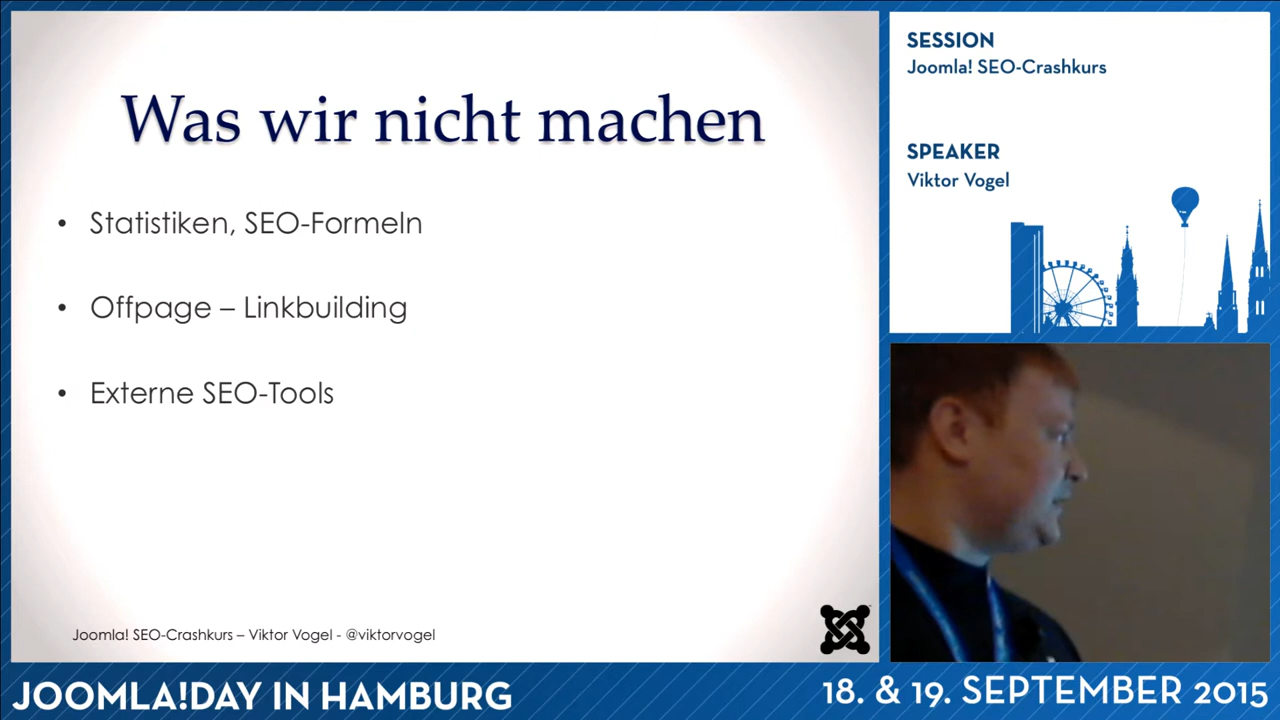 Was wir nicht machen
• Statistiken, SEO-Formeln
• Offpage – Linkbuilding
• Externe SEO-Tools
Joomla! SEO-Crashkurs – Viktor Vogel - @viktorvogel
SESSION
Joomla! SEO-Crashkurs
SPEAKER
Viktor Vogel
JOOMLA!DAY IN HAMBURG
18. & 19. SEPTEMBER 2015